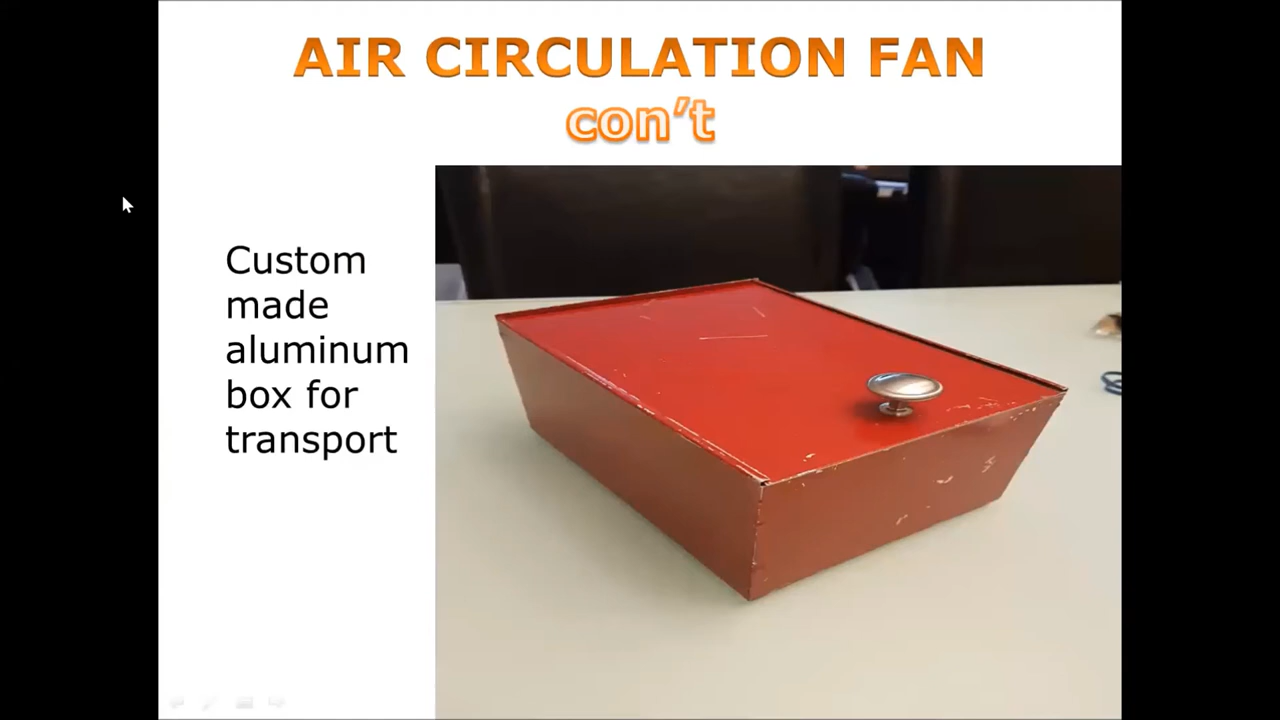 AIR CIRCULATION FAN
con’t
Custom
made
aluminum
box for
transport